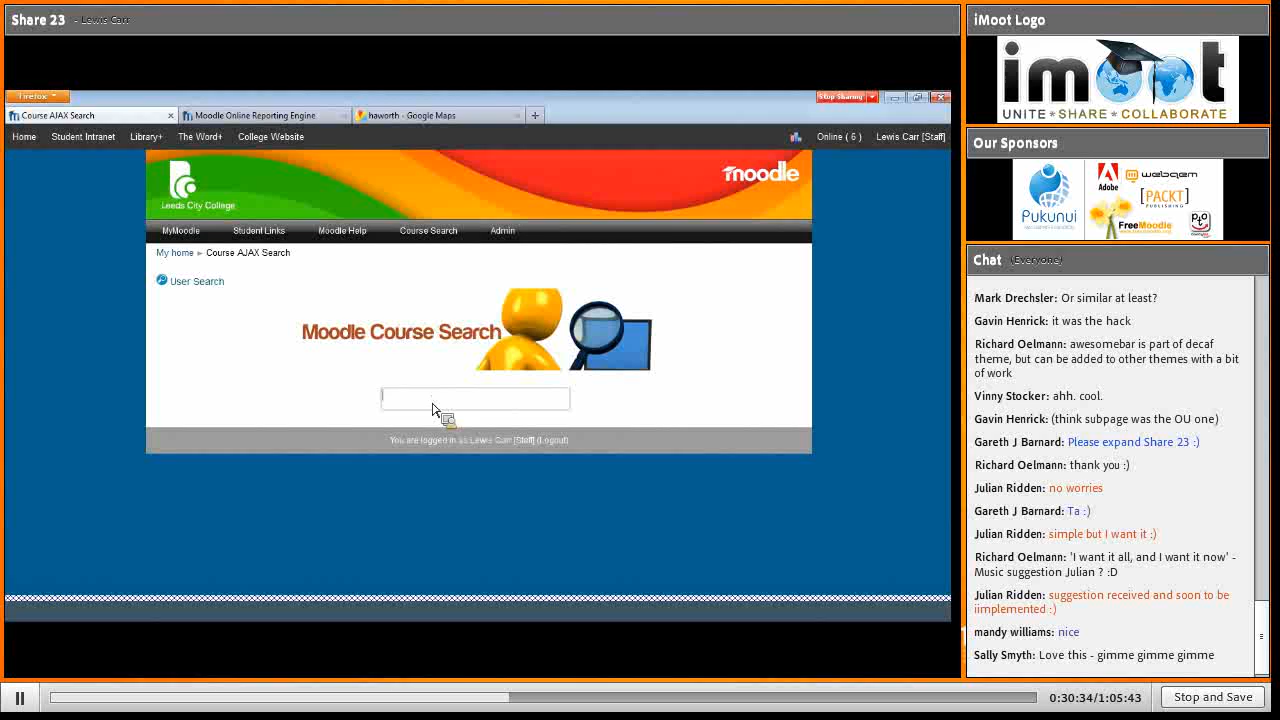 Share 23 - Lewis Carr
Firefox
Stop Sharing
Course AJAX Search
Moodle Online Reporting Engine
haworth - Google Maps
Home
Student Intranet
Library+
The Word+
College Website
Online ( 6 )
Lewis Carr [Staff]
Leeds City College
moodle
MyMoodle
Student Links
Moodle Help
Course Search
Admin
My home ► Course AJAX Search
User Search
Moodle Course Search
You are logged in as Lewis Carr [Staff] (Logout)
iMoot Logo
imoot
UNITE*SHARE*COLLABORATE
Our Sponsors
Pukunui
Adobe
webgem
[PACKT]
PUBLISHING
FreeMoodle
Chat (Everyone)
Mark Drechsler: Or similar at least?
Gavin Henrick: it was the hack
Richard Oelmann: awesomebar is part of decaf
theme, but can be added to other themes with a bit
of work
Vinny Stocker: ahh. cool.
Gavin Henrick: (think subpage was the OU one)
Gareth J Barnard: Please expand Share 23 :)
Richard Oelmann: thank you :)
Julian Ridden: no worries
Gareth J Barnard: Ta :)
Julian Ridden: simple but I want it :)
Richard Oelmann: 'I want it all, and I want it now' -
Music suggestion Julian ? :D
Julian Ridden: suggestion received and soon to be
iimplemented :)
mandy williams: nice
Sally Smyth: Love this - gimme gimme gimme
0:30:34/1:05:43
Stop and Save